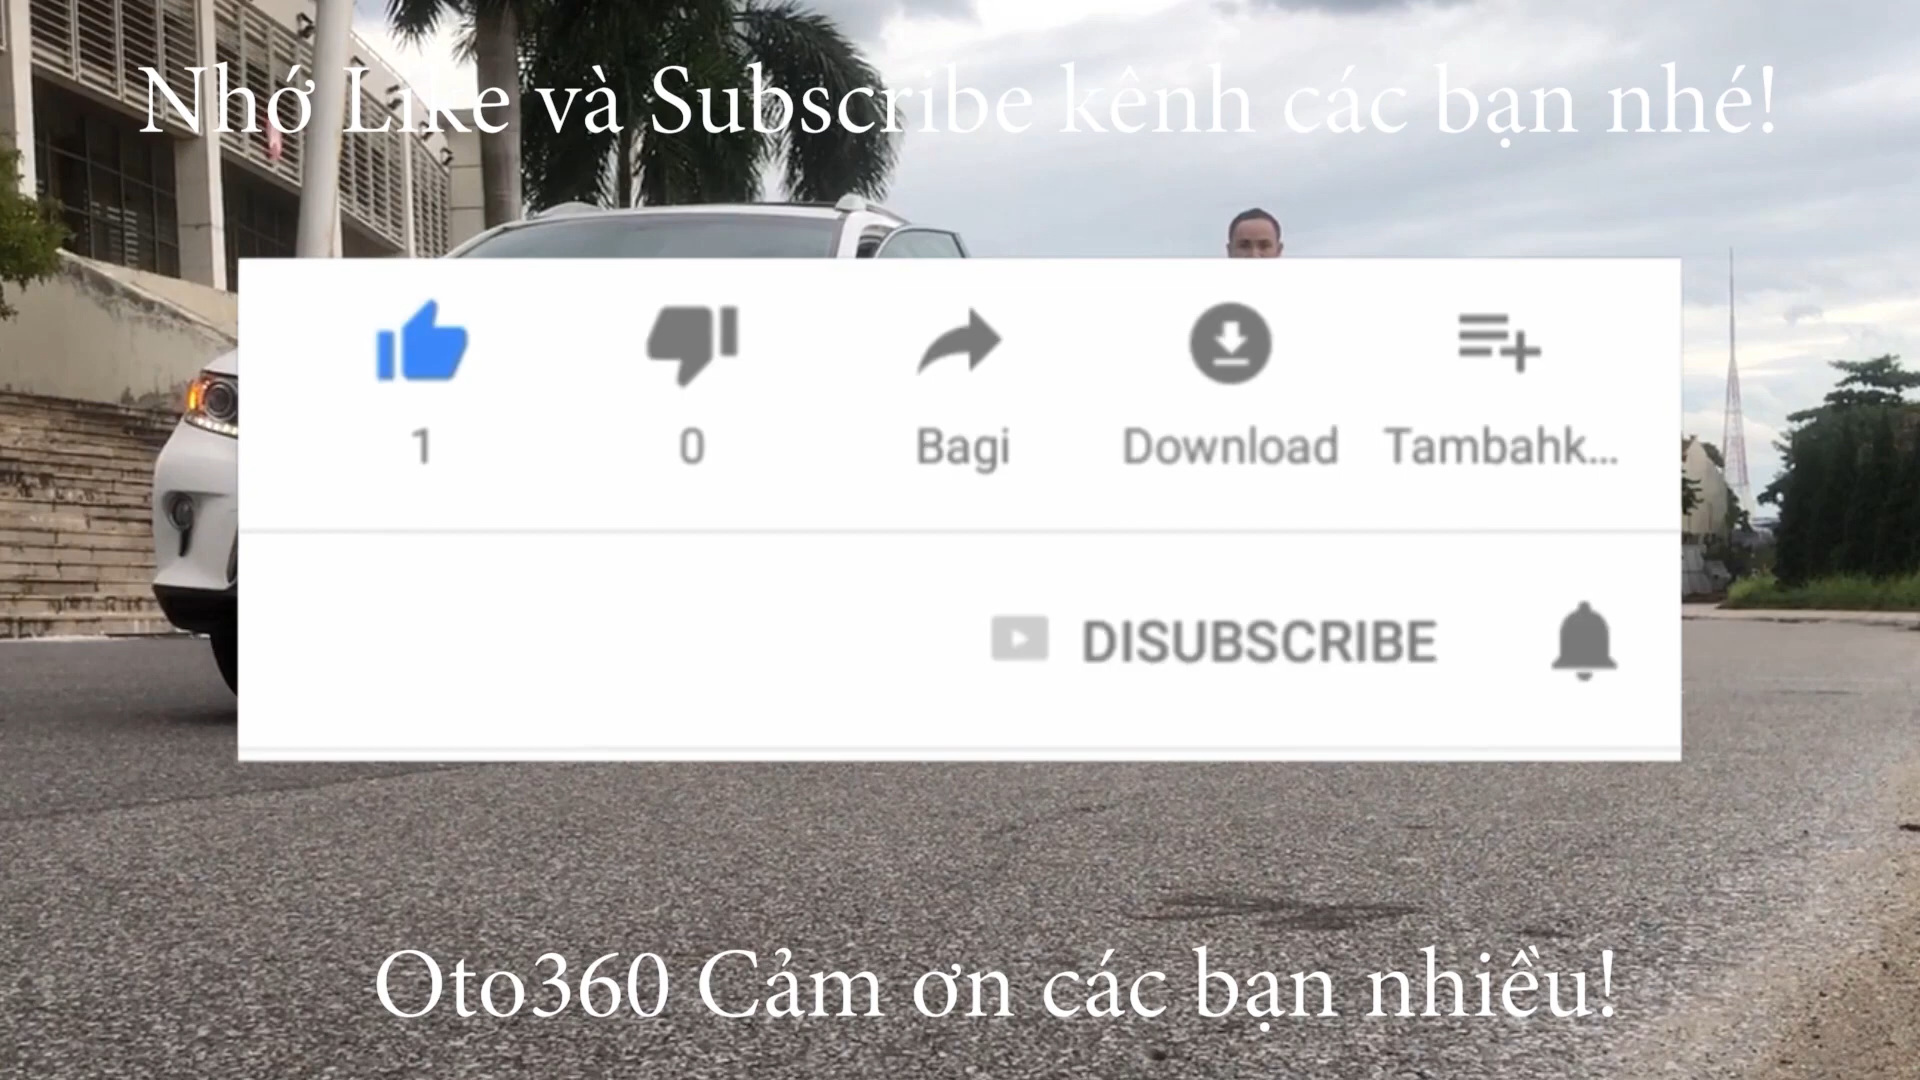 Nhớ Like và Subscribe kênh các bạn nhé!
1 0 Bagi Download Tambahk...
DISUBSCRIBE
Oto360 Cảm ơn các bạn nhiều!